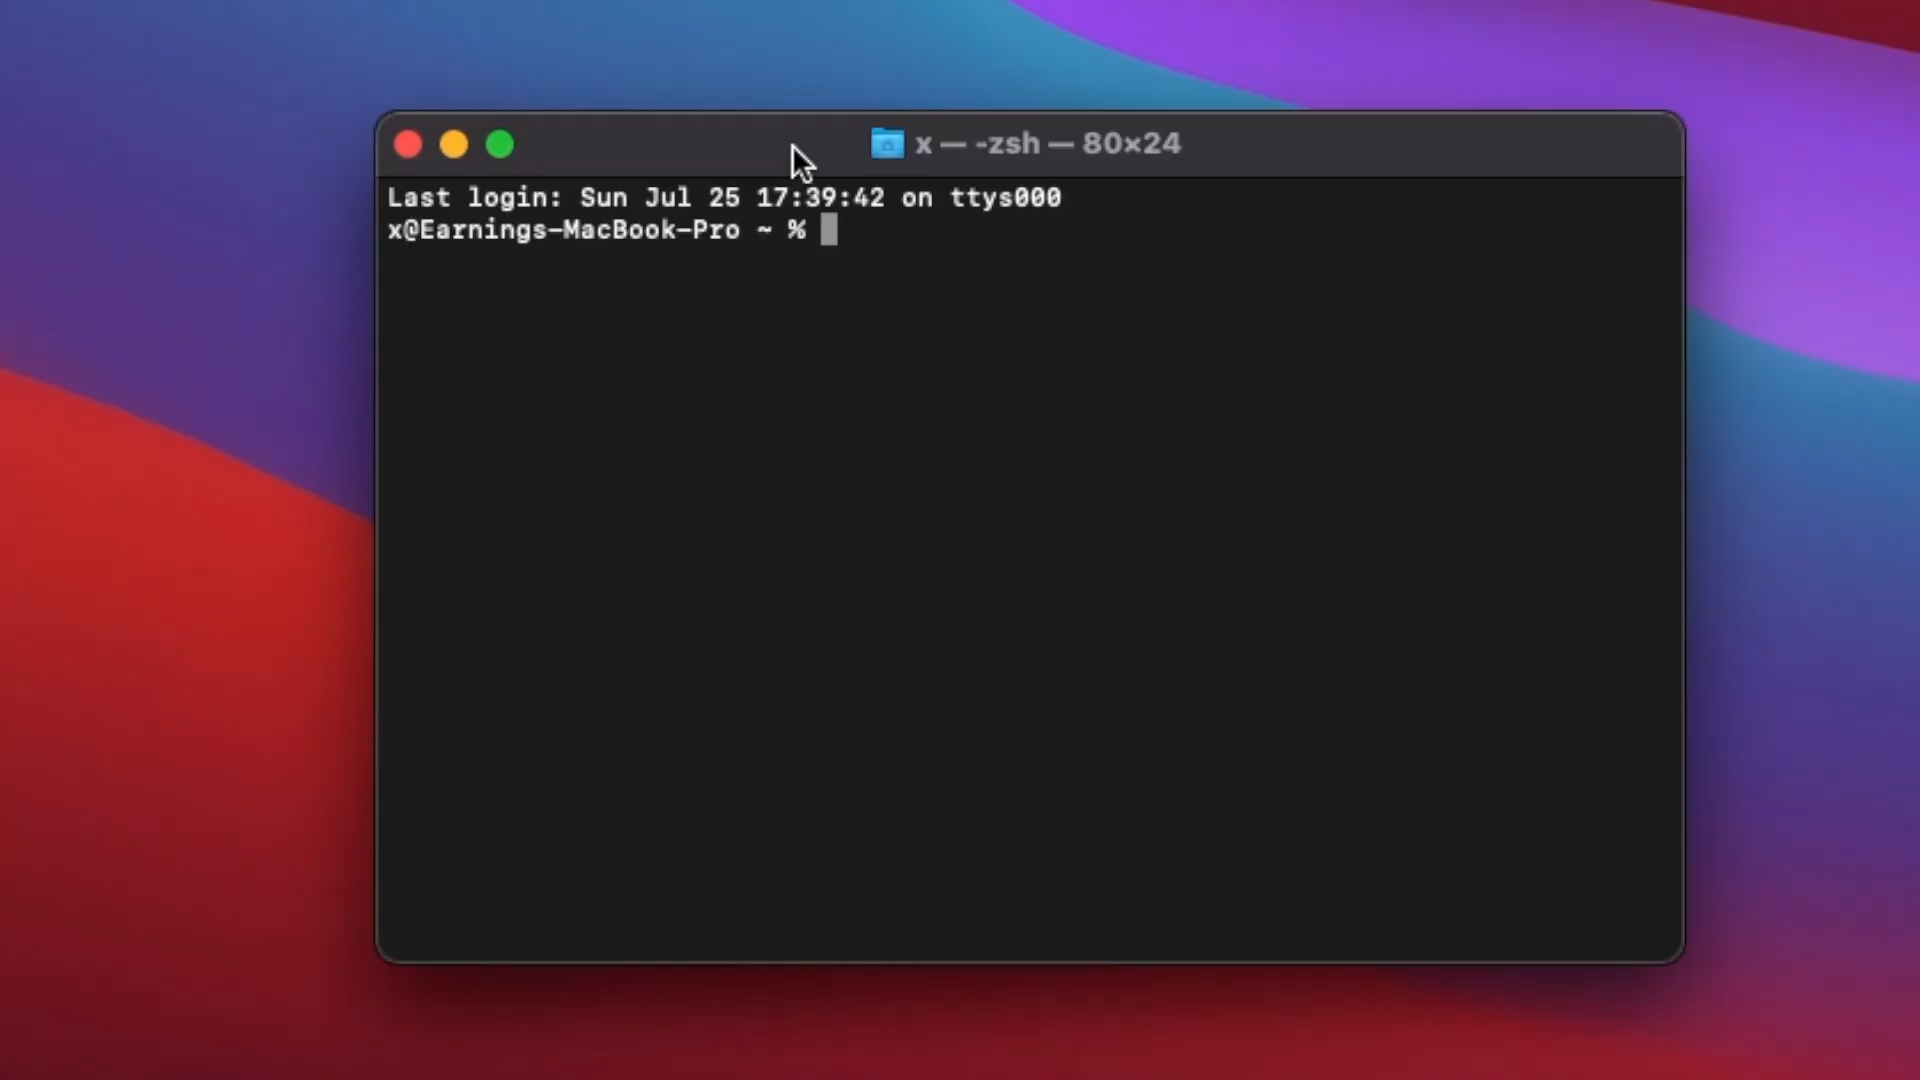 x — -zsh — 80×24
Last login: Sun Jul 25 17:39:42 on ttys000
x@Earnings-MacBook-Pro ~ %